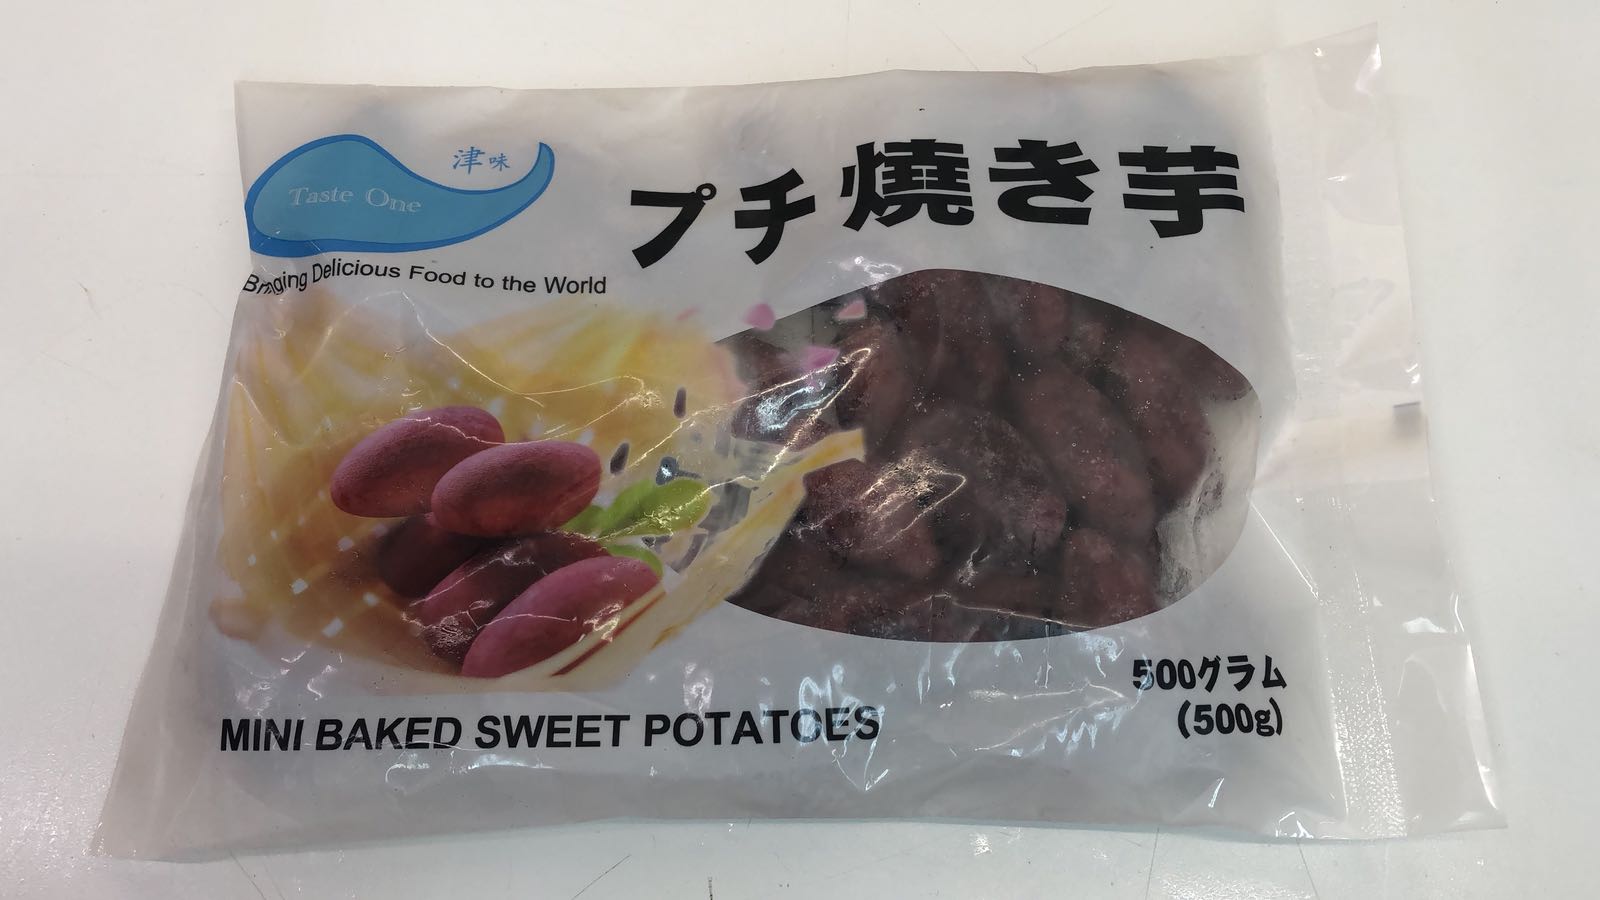 津味
Taste One
Bringing Delicious Food to the World
プチ焼き芋
MINI BAKED SWEET POTATOES
500グラム
(500g)